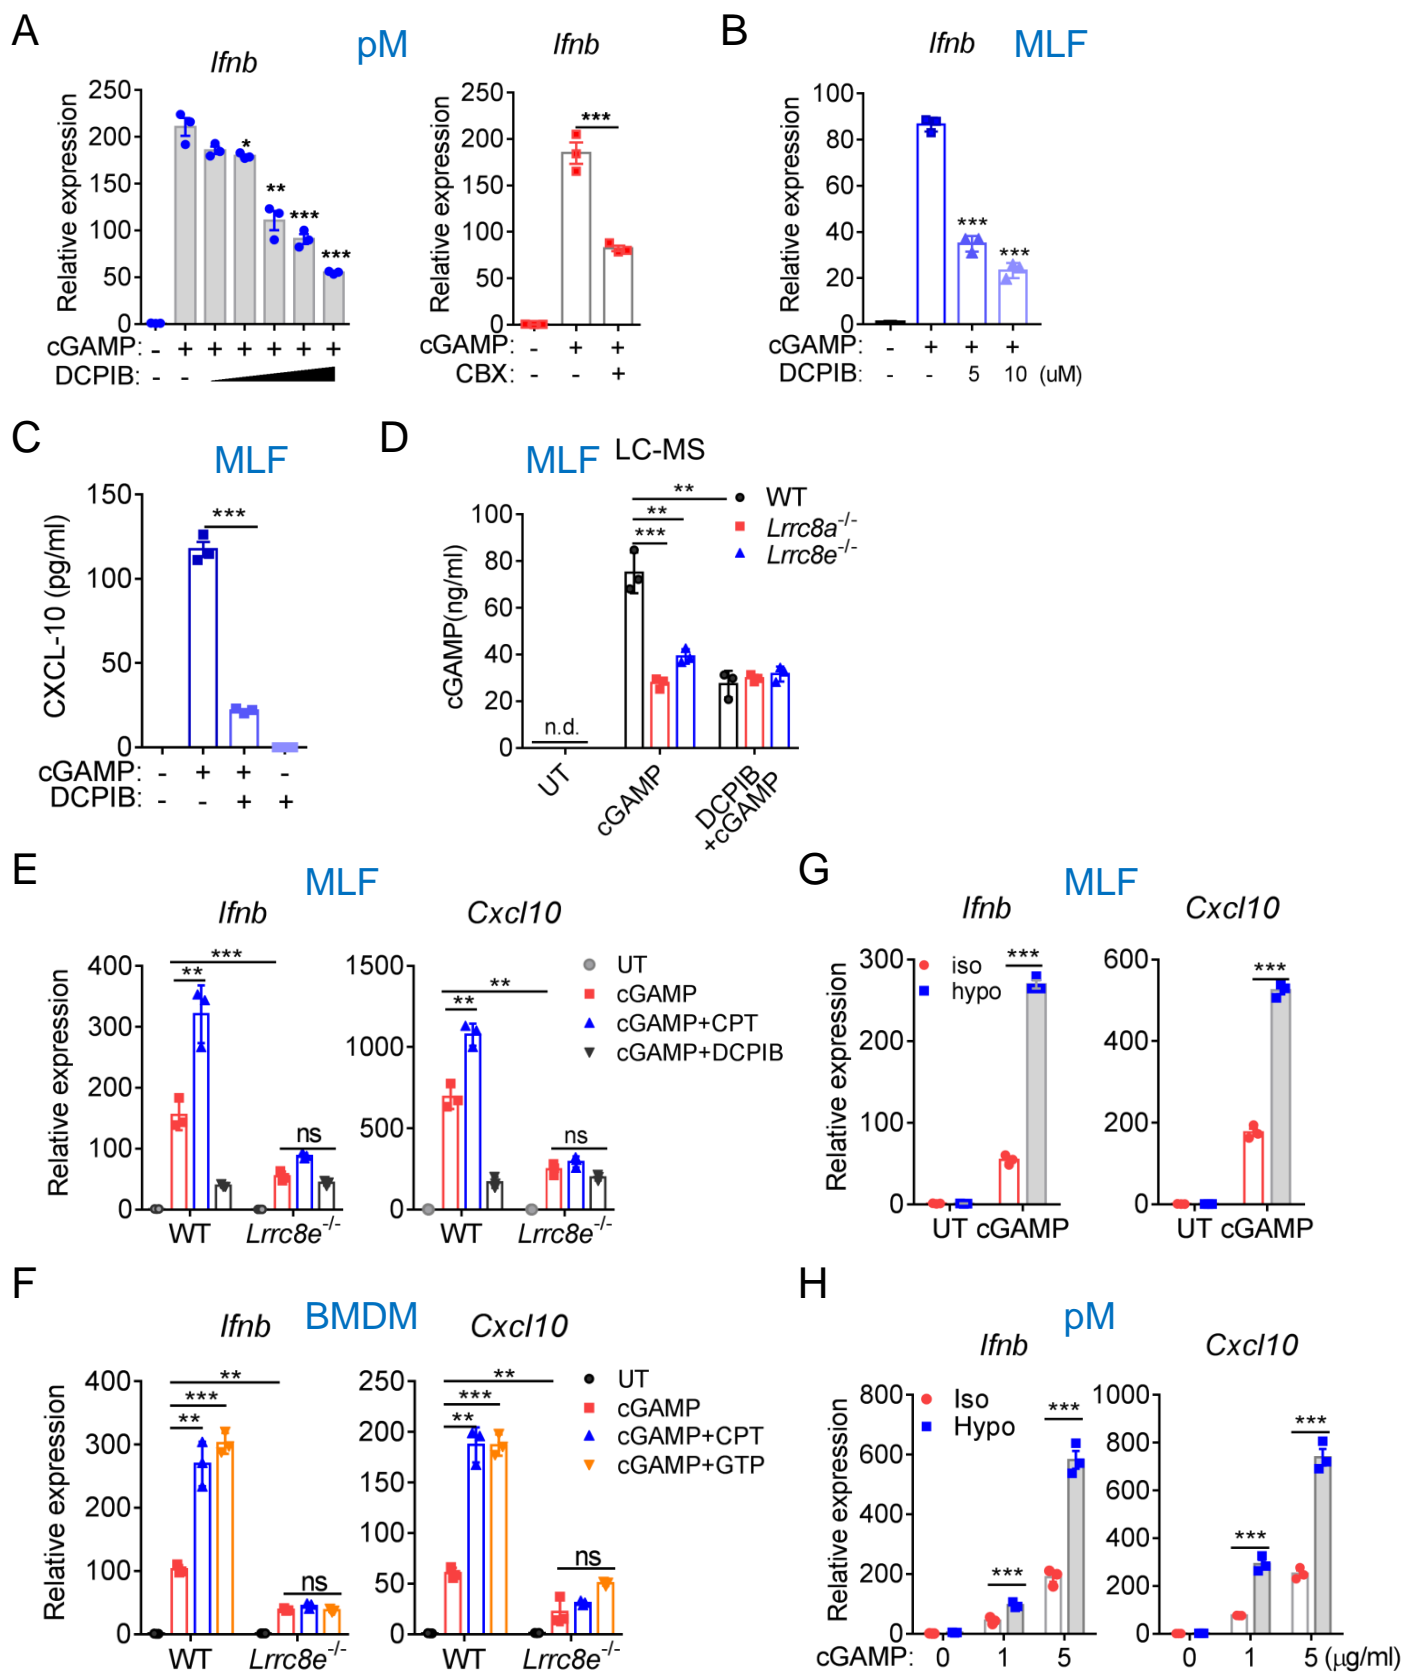 A
pM
Ifnb
Relative expression
250
200
150
100
50
0
* ** *** ***
cGAMP: - + + + + + +
DCPIB: - -
Ifnb
Relative expression
250
200
150
100
50
0
***
cGAMP: - + +
CBX: - - +
B
Ifnb
MLF
Relative expression
100
80
60
40
20
0
*** ***
cGAMP: - + + +
DCPIB: - - 5 10 (uM)
C
MLF
CXCL-10 (pg/ml)
150
100
50
0
***
cGAMP: - + + -
DCPIB: - - + +
D
MLF
LC-MS
cGAMP(ng/ml)
100
80
60
40
20
0
**
**
***
n.d.
WT
Lrrc8a-/-
Lrrc8e-/-
UT
cGAMP
DCPIB
+cGAMP
E
MLF
Ifnb
Relative expression
400
300
200
100
0
***
**
ns
WT Lrrc8e-/-
Cxcl10
1500
1000
500
0
**
**
ns
WT Lrrc8e-/-
UT
cGAMP
cGAMP+CPT
cGAMP+DCPIB
G
MLF
Ifnb
Relative expression
300
200
100
0
iso
hypo
***
UT cGAMP
Cxcl10
600
400
200
0
***
UT cGAMP
F
BMDM
Ifnb
Relative expression
400
300
200
100
0
**
***
**
ns
WT Lrrc8e-/-
Cxcl10
250
200
150
100
50
0
**
***
**
ns
WT Lrrc8e-/-
UT
cGAMP
cGAMP+CPT
cGAMP+GTP
H
pM
Ifnb
Relative expression
800
600
400
200
0
Iso
Hypo
***
***
cGAMP: 0 1 5
Cxcl10
1000
800
600
400
200
0
***
***
0 1 5 (μg/ml)